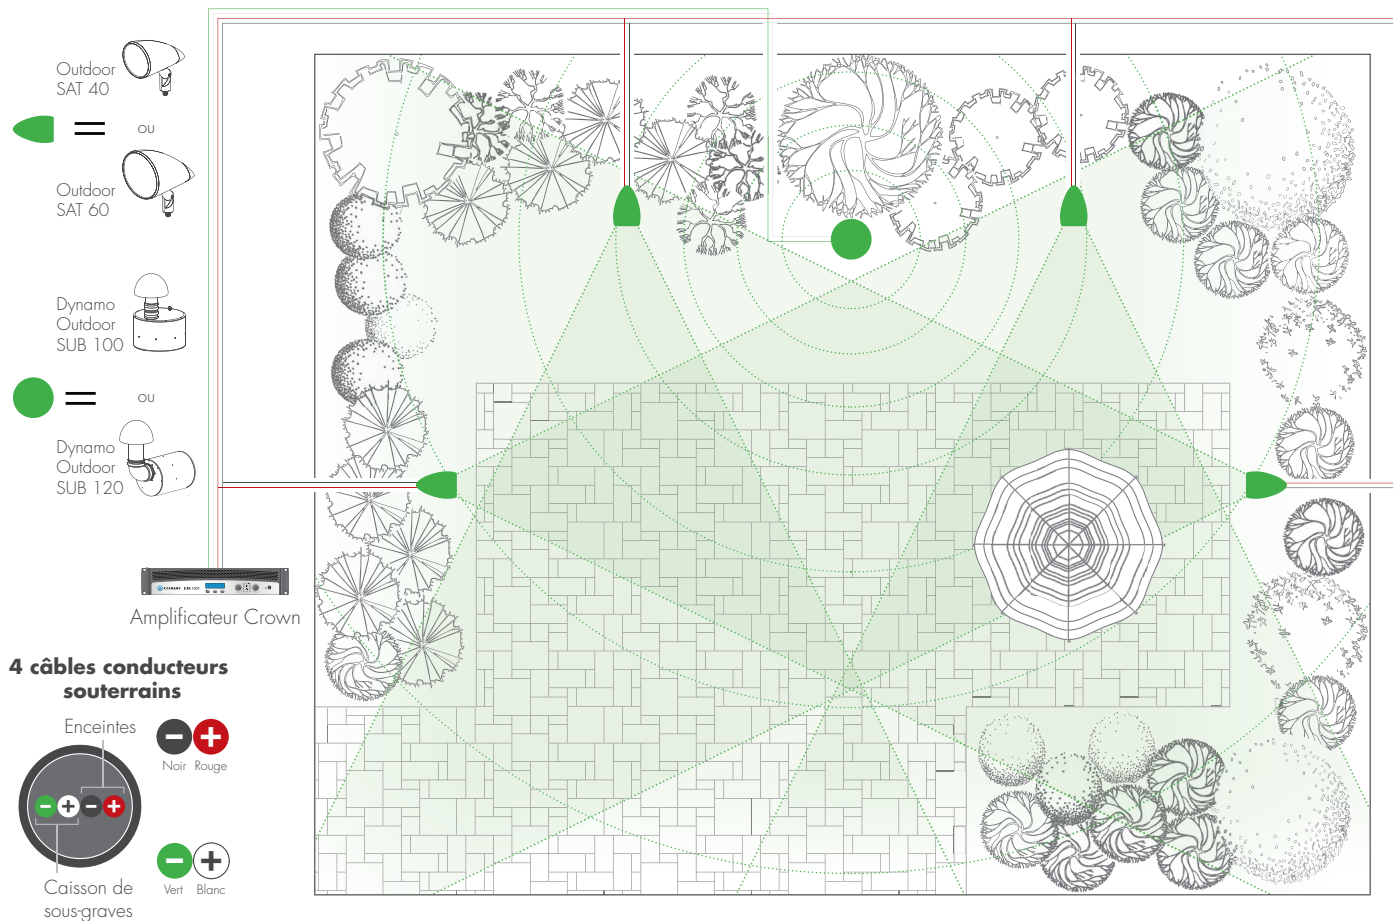 Outdoor
SAT 40
ou
Outdoor
SAT 60
Dynamo
Outdoor
SUB 100
ou
Dynamo
Outdoor
SUB 120
Amplificateur Crown
4 câbles conducteurs
souterrains
Enceintes
Noir Rouge
Vert Blanc
Caisson de
sous-graves